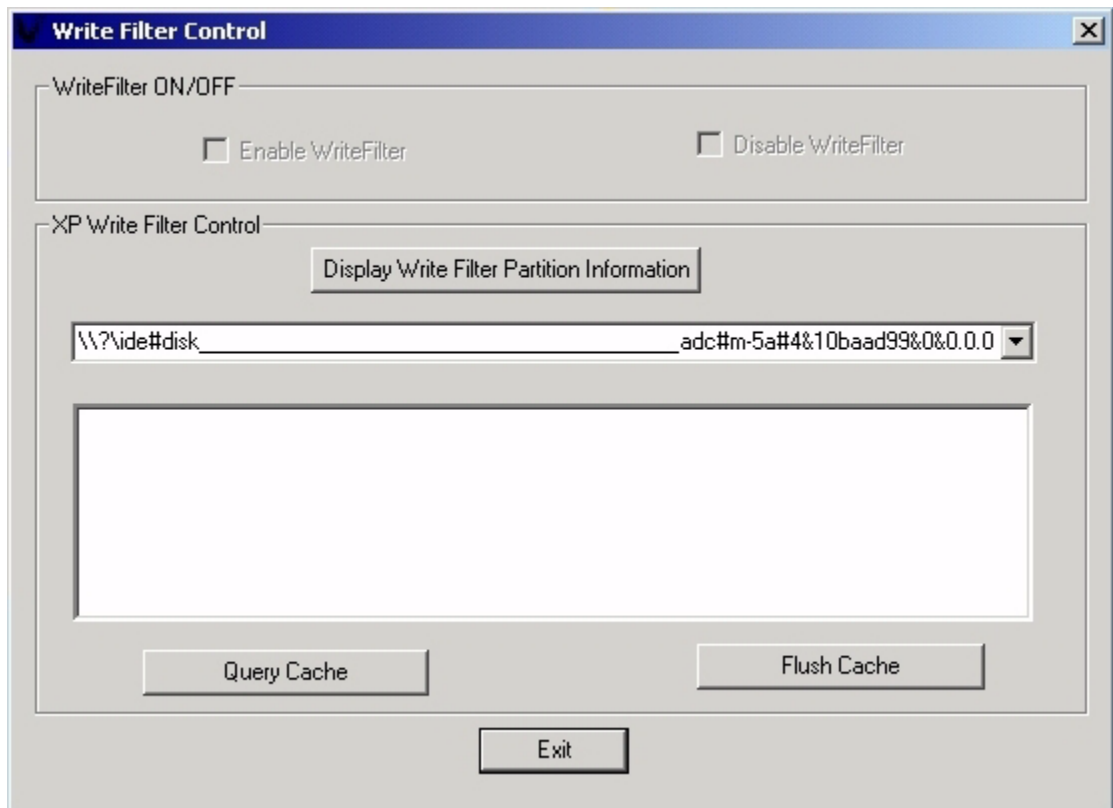 Write Filter Control
WriteFilter ON/OFF
Enable WriteFilter
Disable WriteFilter
XP Write Filter Control
Display Write Filter Partition Information
\\?\ide#disk________________________________________adc#m-5a#4&10baad99&0&0.0.0
Query Cache
Flush Cache
Exit